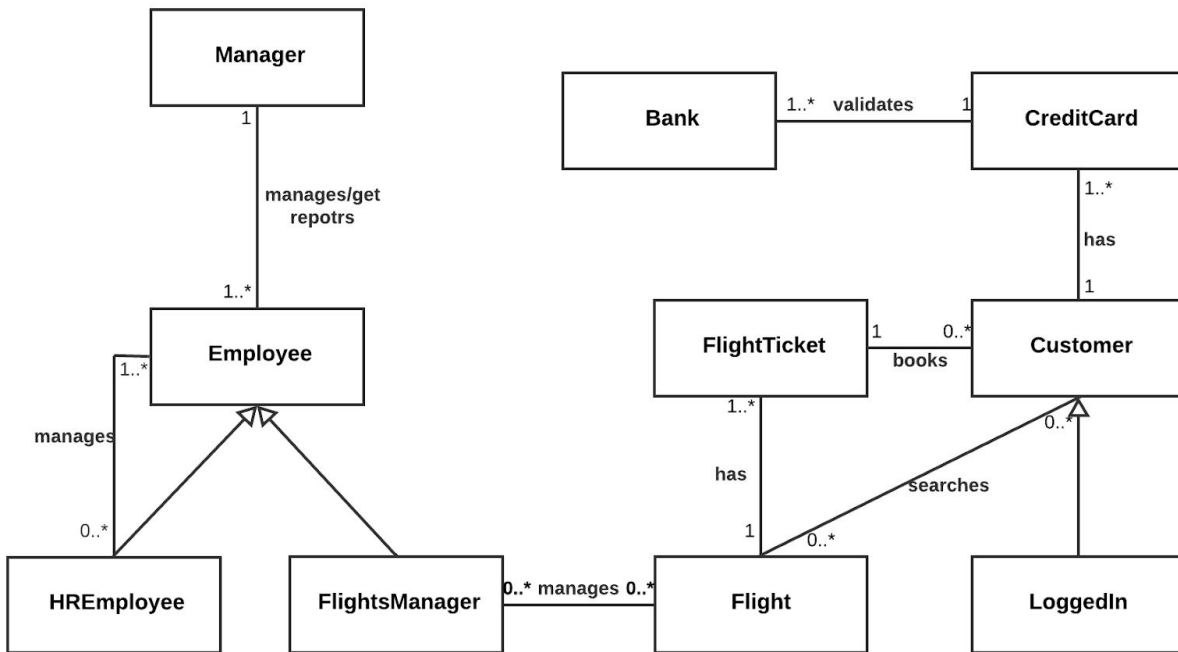 Manager
1
manages/get
repotrs
1..*
Employee
1..*
manages
0..*
HREmployee
FlightsManager
0..* manages 0..*
Bank
1..* validates 1
CreditCard
1..*
has
1
FlightTicket
1 0..*
books
Customer
1..*
has
1
0..*
searches
0..*
Flight
LoggedIn